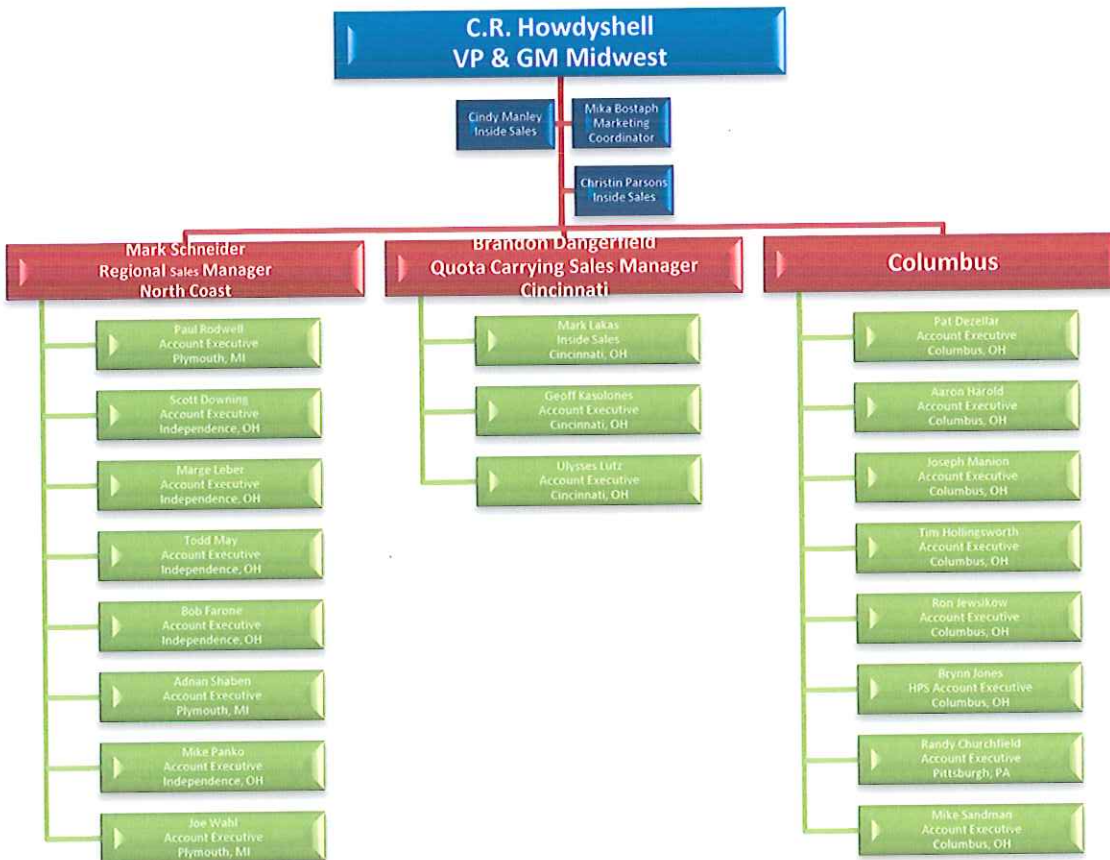 C.R. Howdyshell
VP & GM Midwest
Cindy Manley
Inside Sales
Mika Bostaph
Marketing
Coordinator
Christin Parsons
Inside Sales
Mark Schneider
Regional Sales Manager
North Coast
Paul Rodwell
Account Executive
Plymouth, MI
Scott Downing
Account Executive
Independence, OH
Marge Leber
Account Executive
Independence, OH
Todd May
Account Executive
Independence, OH
Bob Farone
Account Executive
Independence, OH
Adnan Shaben
Account Executive
Plymouth, MI
Mike Panko
Account Executive
Independence, OH
Joe Wahl
Account Executive
Plymouth, MI
Brandon Dangerfield
Quota Carrying Sales Manager
Cincinnati
Mark Lakas
Inside Sales
Cincinnati, OH
Geoff Kasulones
Account Executive
Cincinnati, OH
Ulysses Lutz
Account Executive
Cincinnati, OH
Columbus
Pat Dezellar
Account Executive
Columbus, OH
Aaron Harold
Account Executive
Columbus, OH
Joseph Manion
Account Executive
Columbus, OH
Tim Hollingsworth
Account Executive
Columbus, OH
Ron Jewsikow
Account Executive
Columbus, OH
Brynn Jones
HPS Account Executive
Columbus, OH
Randy Churchfield
Account Executive
Pittsburgh, PA
Mike Sandman
Account Executive
Columbus, OH